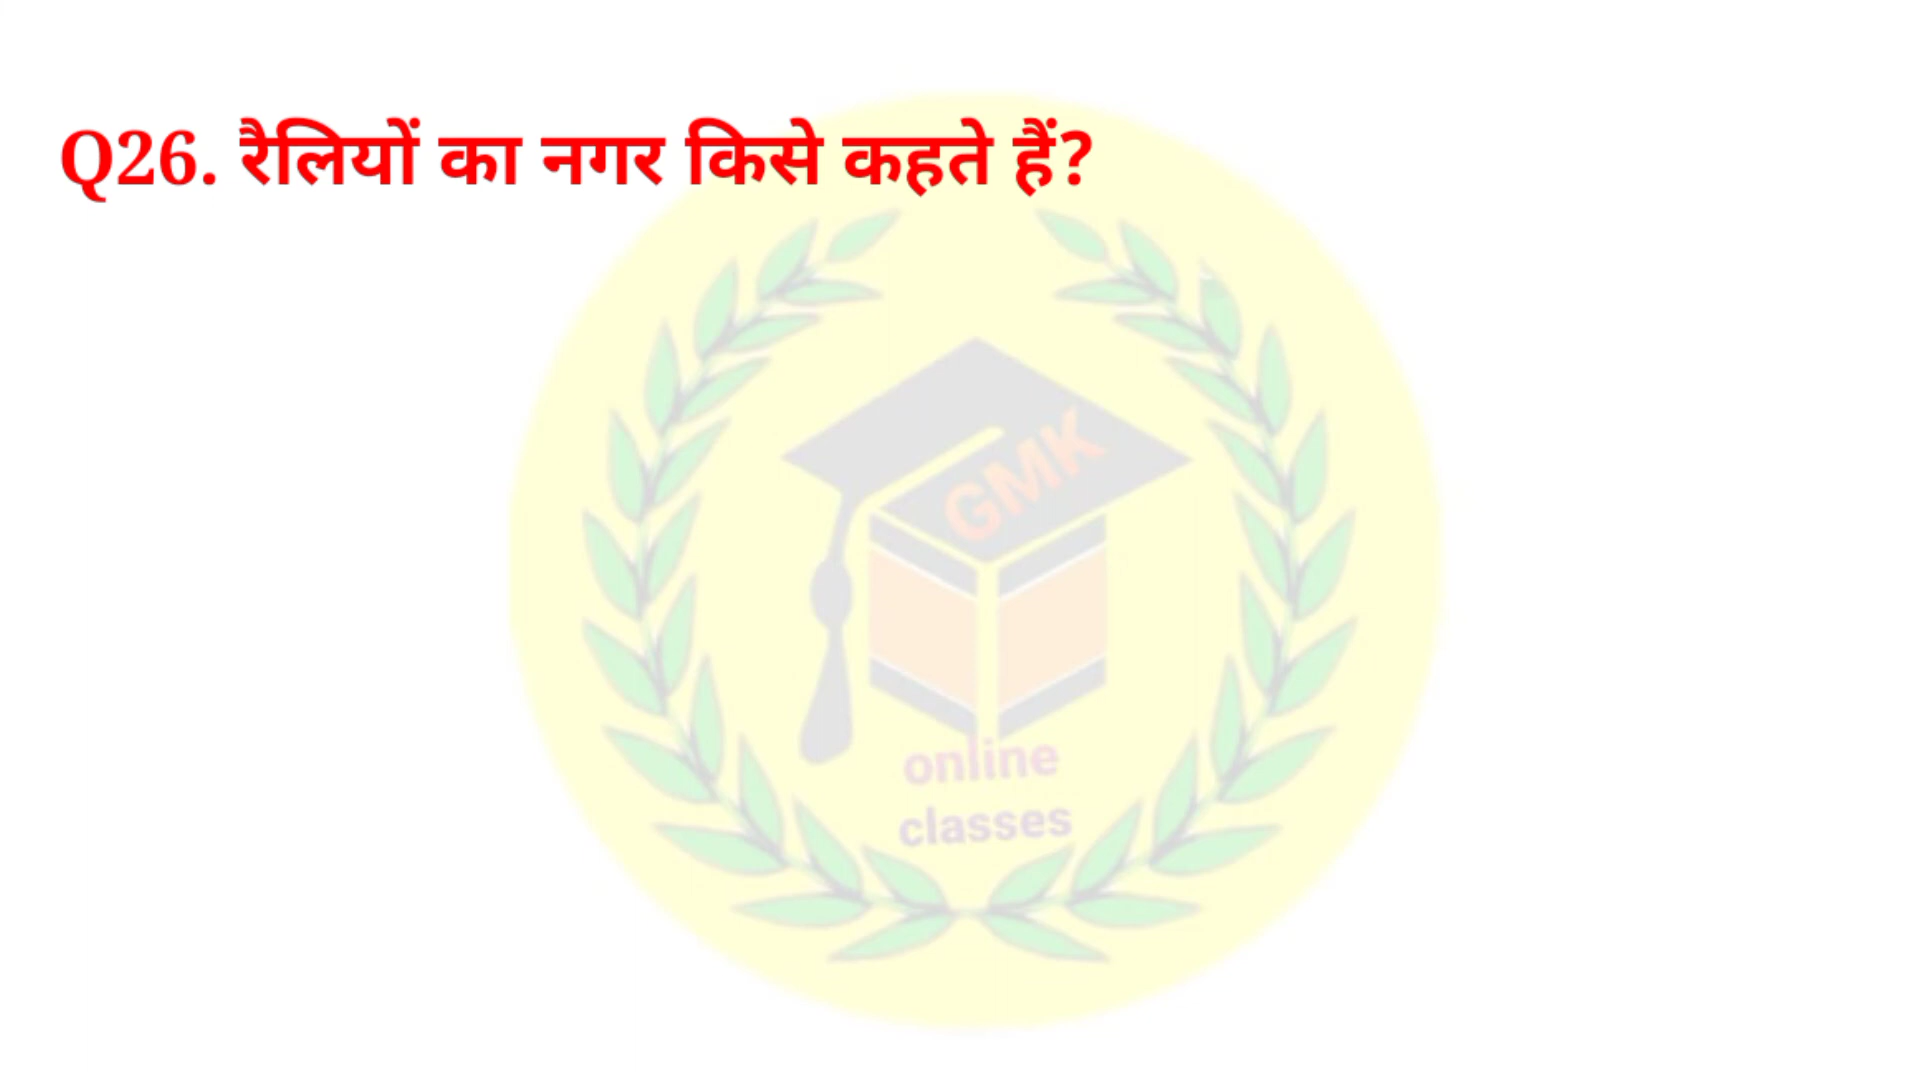 Q26. रैलियों का नगर किसे कहते हैं?
GMK
online
classes